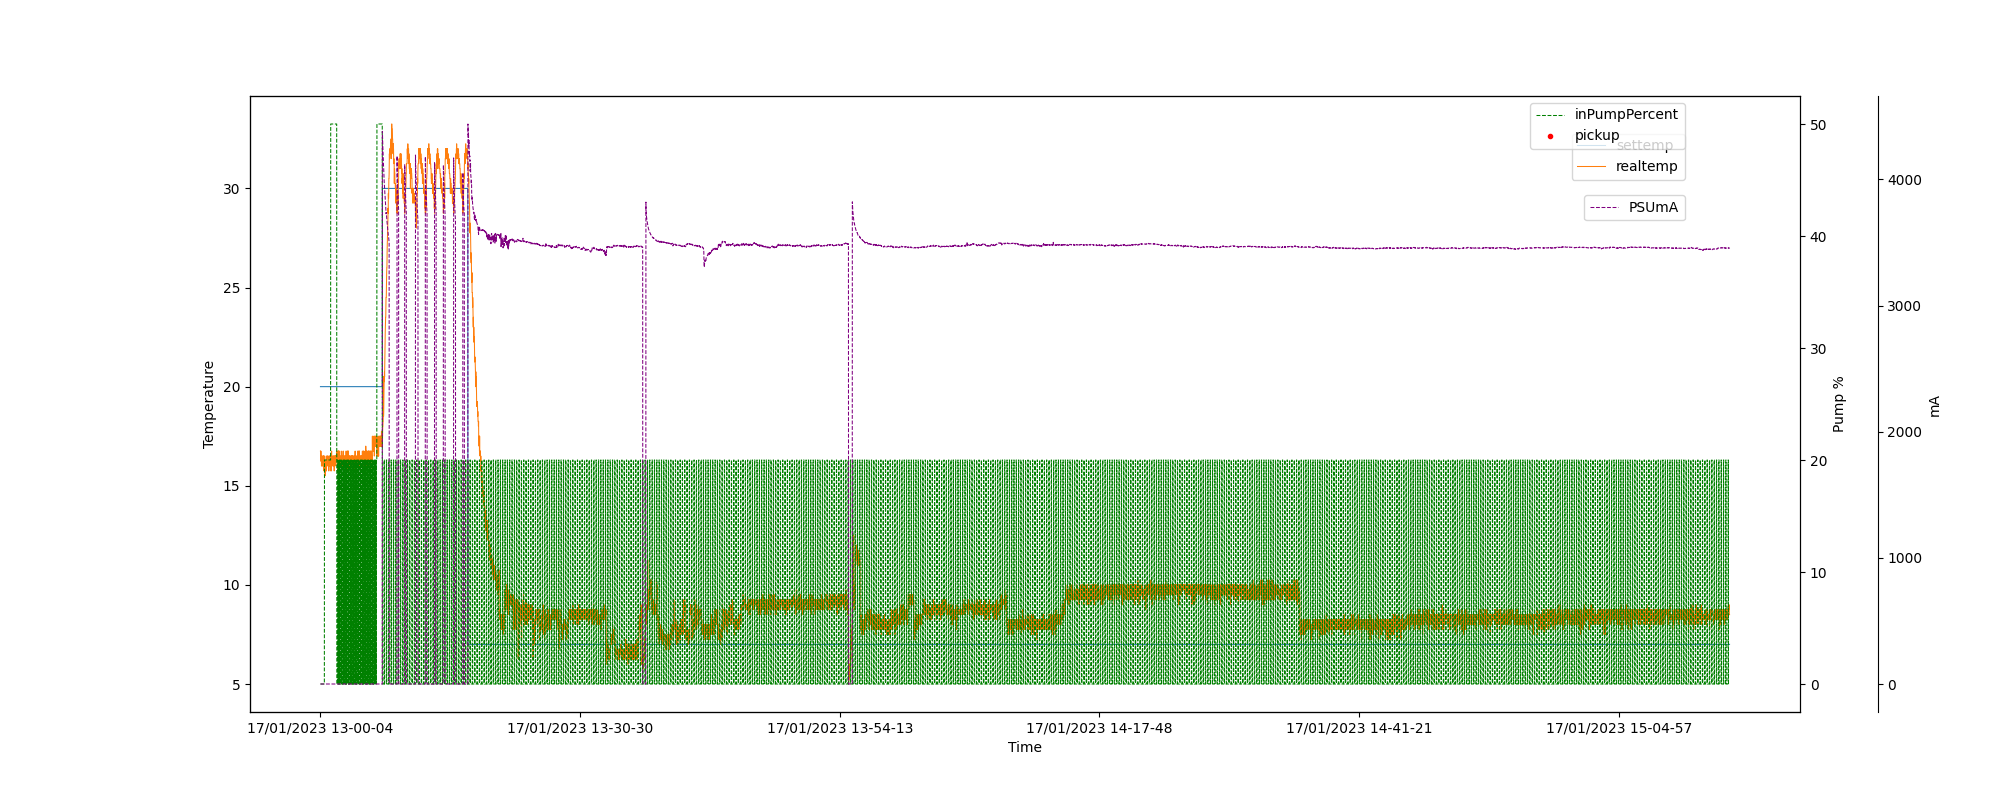 inPumpPercent
pickup
settemp
realtemp
PSUmA
Temperature
30
25
20
15
10
5
50
40
30
20
10
0
Pump %
4000
3000
2000
1000
0
mA
17/01/2023 13-00-04
17/01/2023 13-30-30
17/01/2023 13-54-13
17/01/2023 14-17-48
17/01/2023 14-41-21
17/01/2023 15-04-57
Time